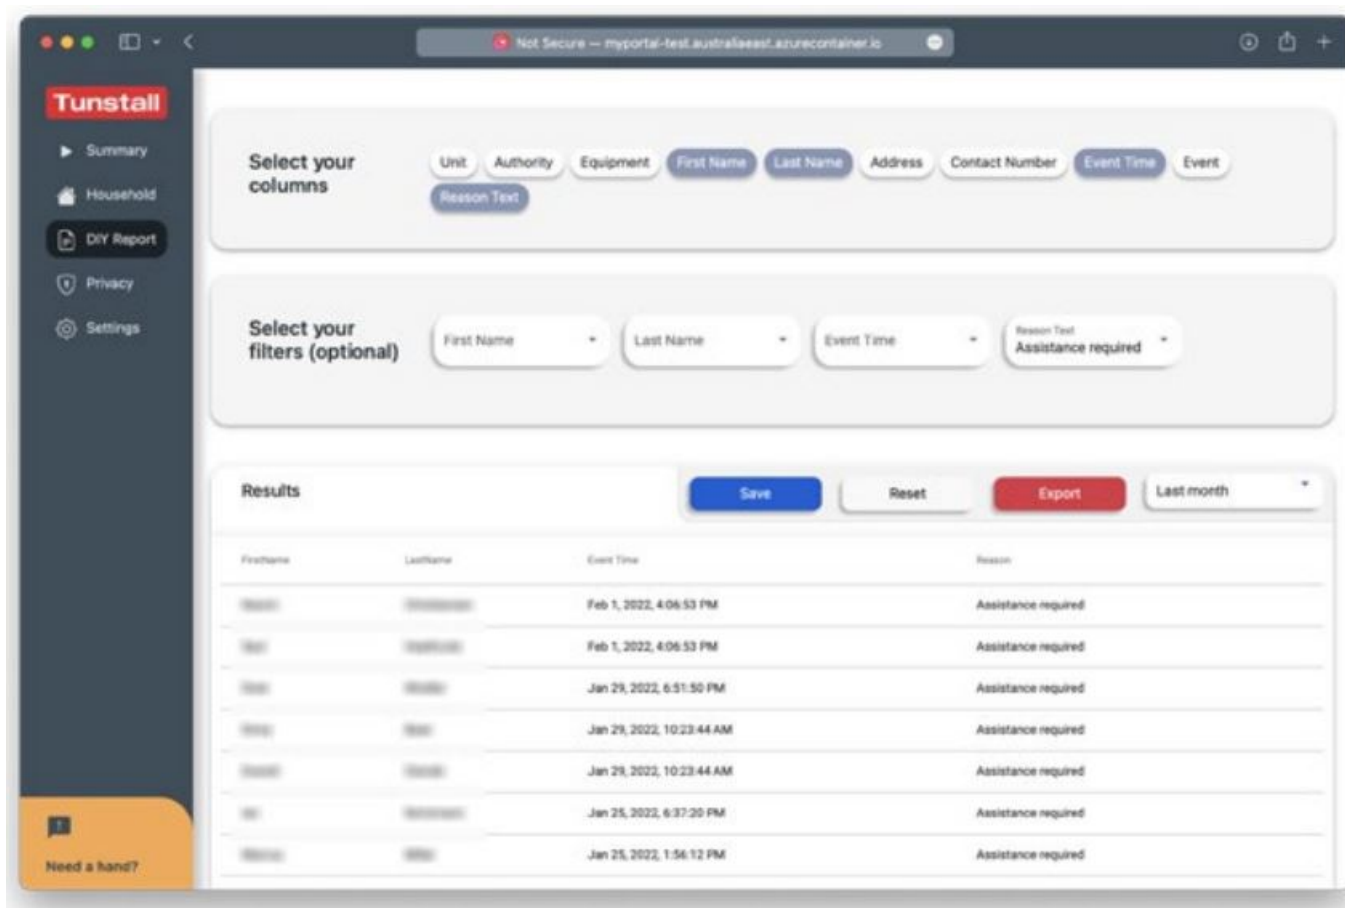 Not Secure — myportal-test.australiaeast.azurecontainer.io
Tunstall
Summary
Household
DIY Report
Privacy
Settings
Need a hand?
Select your
columns
Unit Authority Equipment First Name Last Name Address Contact Number Event Time Event
Reason Text
Select your
filters (optional)
First Name Last Name Event Time Reason Text
Assistance required
Results Save Reset Export Last month
FirstName LastName Event Time Reason
Feb 1, 2022, 4:06:53 PM Assistance required
Feb 1, 2022, 4:06:53 PM Assistance required
Jan 29, 2022, 6:51:50 PM Assistance required
Jan 29, 2022, 10:23:44 AM Assistance required
Jan 29, 2022, 10:23:44 AM Assistance required
Jan 25, 2022, 6:37:20 PM Assistance required
Jan 25, 2022, 1:56:12 PM Assistance required